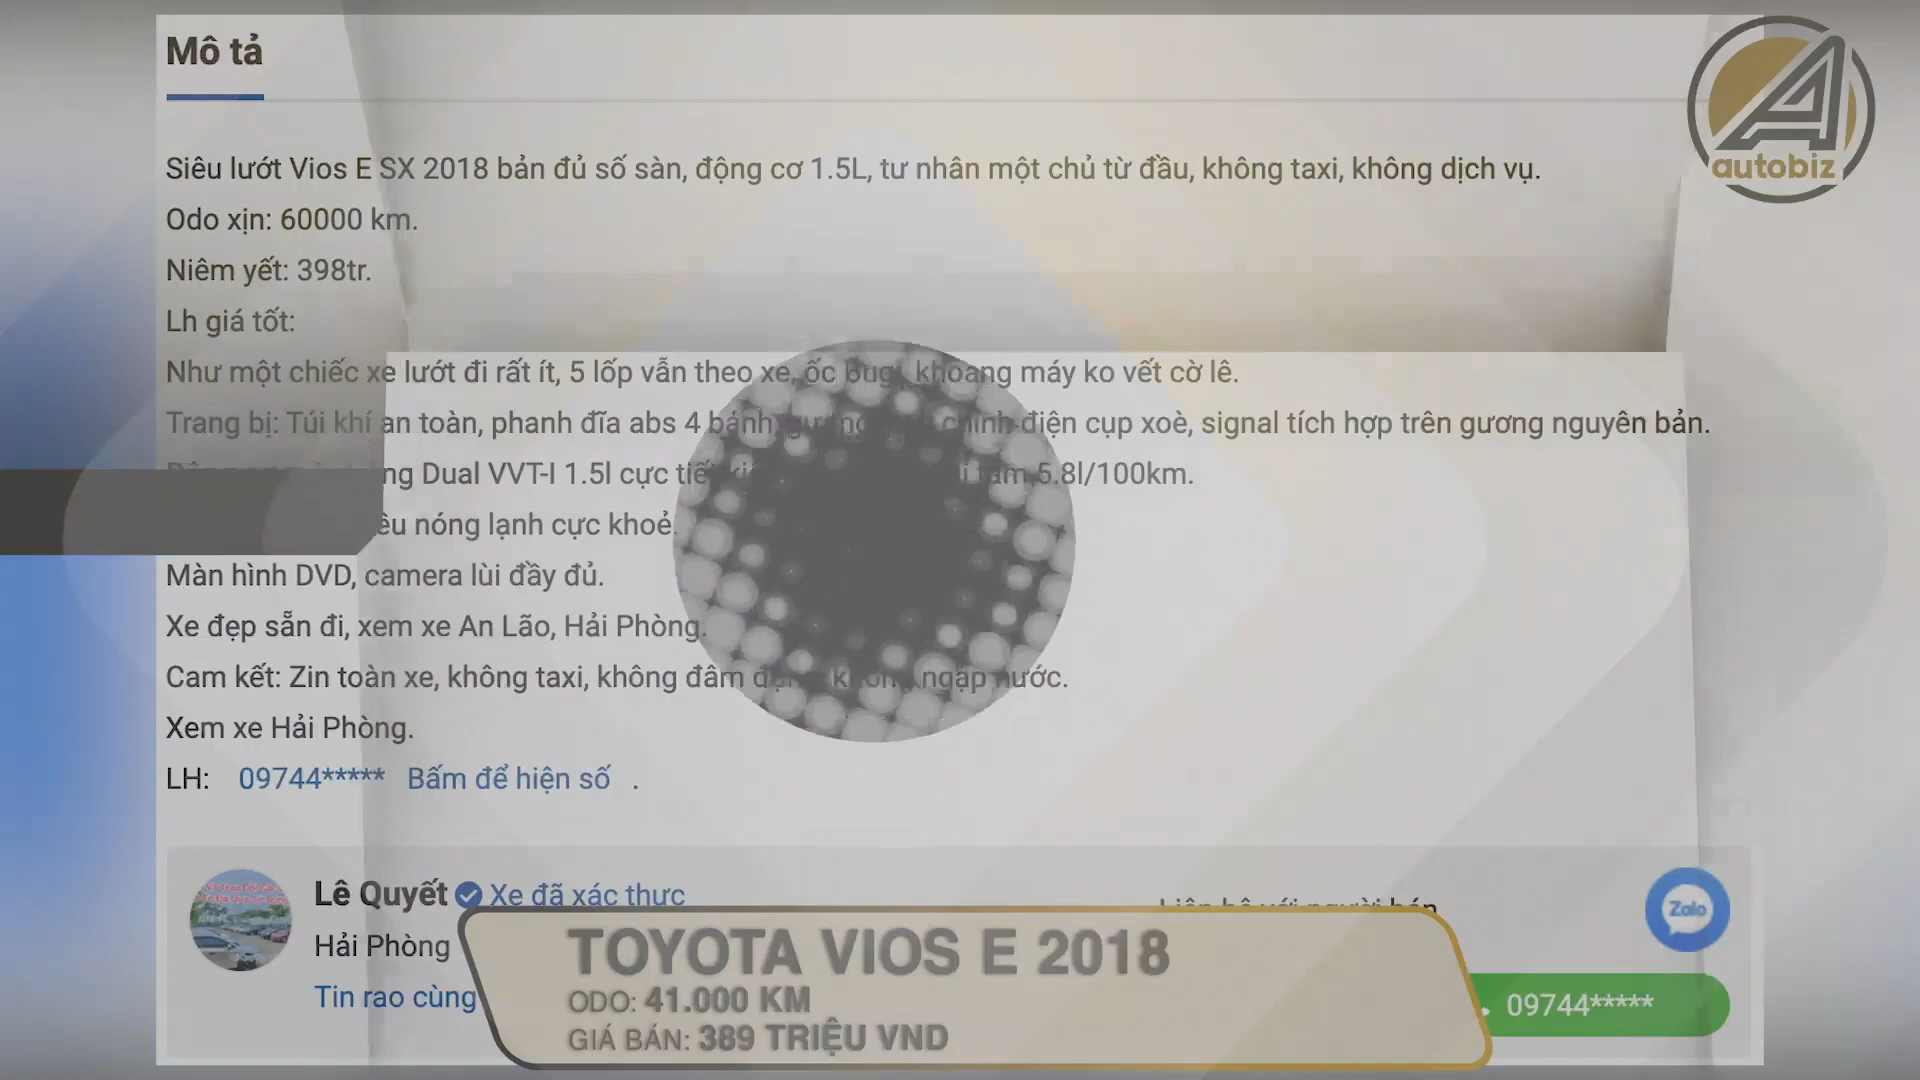 Mô tả
autobiz
Siêu lướt Vios E SX 2018 bản đủ số sàn, động cơ 1.5L, tư nhân một chủ từ đầu, không taxi, không dịch vụ.
Odo xịn: 60000 km.
Niêm yết: 398tr.
Lh giá tốt:
Như một chiếc xe lướt đi rất ít, 5 lốp vẫn theo xe, ốc bugi, khoang máy ko vết cờ lê.
Trang bị: Túi khí an toàn, phanh đĩa abs 4 bánh, chỉnh điện cụp xoè, signal tích hợp trên gương nguyên bản.
Dual VVT-I 1.5l cực 6.8l/100km.
nóng lạnh cực khoẻ.
Màn hình DVD, camera lùi đầy đủ.
Xe đẹp sẵn đi, xem xe An Lão, Hải Phòng.
Cam kết: Zin toàn xe, không taxi, không đâm đụng, không ngập nước.
Xem xe Hải Phòng.
LH: 09744***** Bấm để hiện số .
Lê Quyết Xe đã xác thực
Liên hệ với người bán
Zalo
Hải Phòng
Tin rao cùng
09744*****
TOYOTA VIOS E 2018
ODO: 41.000 KM
GIÁ BÁN: 389 TRIỆU VND